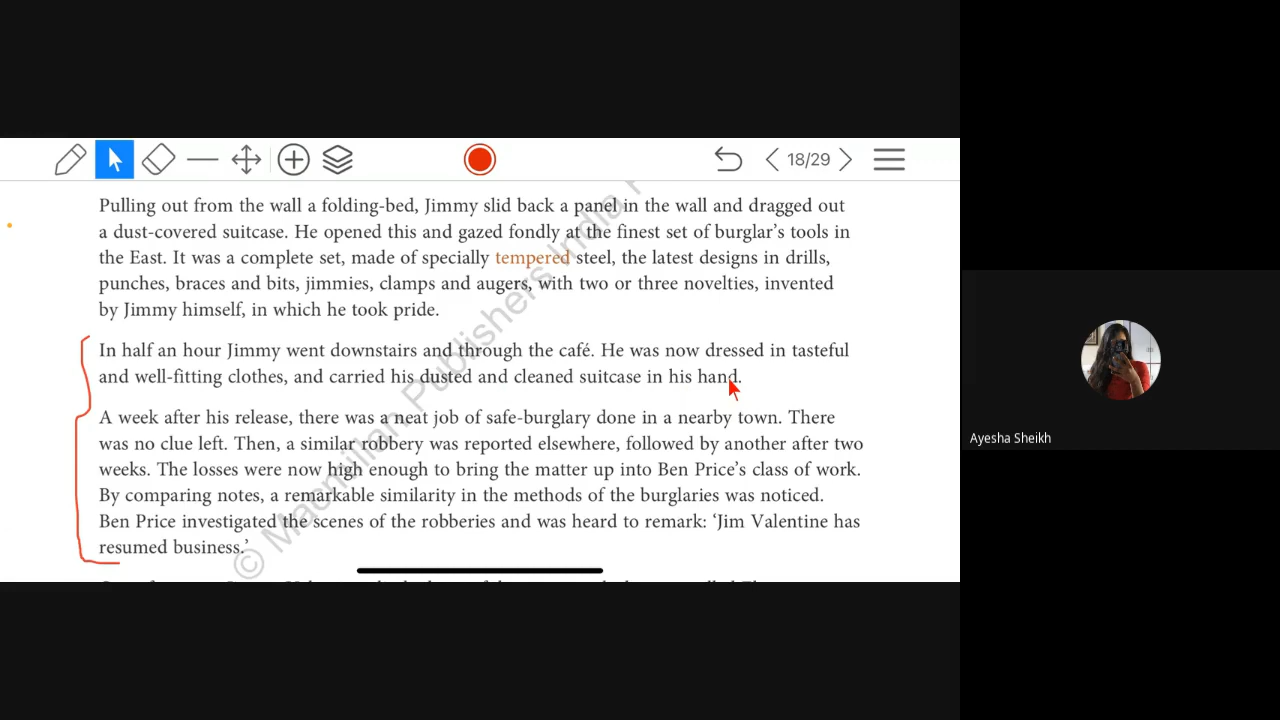 18/29
Pulling out from the wall a folding-bed, Jimmy slid back a panel in the wall and dragged out
a dust-covered suitcase. He opened this and gazed fondly at the finest set of burglar’s tools in
the East. It was a complete set, made of specially tempered steel, the latest designs in drills,
punches, braces and bits, jimmies, clamps and augers, with two or three novelties, invented
by Jimmy himself, in which he took pride.
In half an hour Jimmy went downstairs and through the café. He was now dressed in tasteful
and well-fitting clothes, and carried his dusted and cleaned suitcase in his hand.
A week after his release, there was a neat job of safe-burglary done in a nearby town. There
was no clue left. Then, a similar robbery was reported elsewhere, followed by another after two
weeks. The losses were now high enough to bring the matter up into Ben Price’s class of work.
By comparing notes, a remarkable similarity in the methods of the burglaries was noticed.
Ben Price investigated the scenes of the robberies and was heard to remark: ‘Jim Valentine has
resumed business.’
© Macmillan Publishers India
Ayesha Sheikh